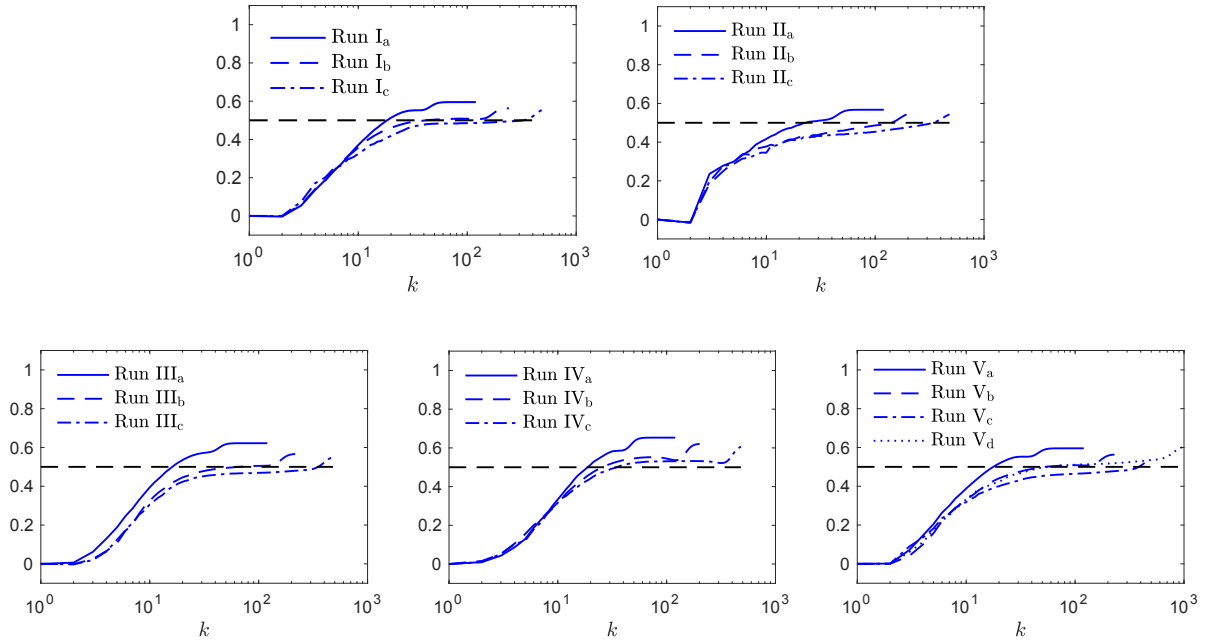 1
0.8
0.6
0.4
0.2
0
Run I_a
Run I_b
Run I_c
10^0
10^1
10^2
10^3
k
1
0.8
0.6
0.4
0.2
0
Run II_a
Run II_b
Run II_c
10^0
10^1
10^2
10^3
k
1
0.8
0.6
0.4
0.2
0
Run III_a
Run III_b
Run III_c
10^0
10^1
10^2
10^3
k
1
0.8
0.6
0.4
0.2
0
Run IV_a
Run IV_b
Run IV_c
10^0
10^1
10^2
10^3
k
1
0.8
0.6
0.4
0.2
0
Run V_a
Run V_b
Run V_c
Run V_d
10^0
10^1
10^2
10^3
k